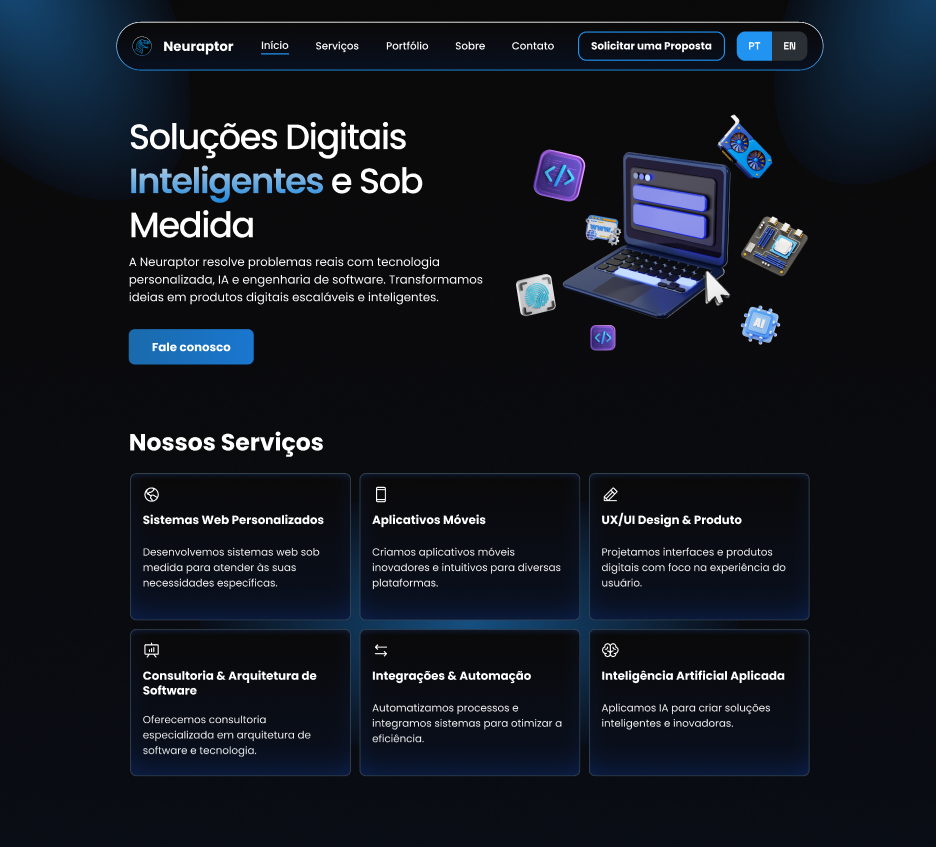 Neuraptor
Início
Serviços
Portfólio
Sobre
Contato
Solicitar uma Proposta
PT
EN
Soluções Digitais
Inteligentes e Sob
Medida
A Neuraptor resolve problemas reais com tecnologia
personalizada, IA e engenharia de software. Transformamos
ideias em produtos digitais escaláveis e inteligentes.
Fale conosco
</>
www.
AI
</>
Nossos Serviços
Sistemas Web Personalizados
Desenvolvemos sistemas web sob
medida para atender às suas
necessidades específicas.
Aplicativos Móveis
Criamos aplicativos móveis
inovadores e intuitivos para diversas
plataformas.
UX/UI Design & Produto
Projetamos interfaces e produtos
digitais com foco na experiência do
usuário.
Consultoria & Arquitetura de
Software
Oferecemos consultoria
especializada em arquitetura de
software e tecnologia.
Integrações & Automação
Automatizamos processos e
integramos sistemas para otimizar a
eficiência.
Inteligência Artificial Aplicada
Aplicamos IA para criar soluções
inteligentes e inovadoras.